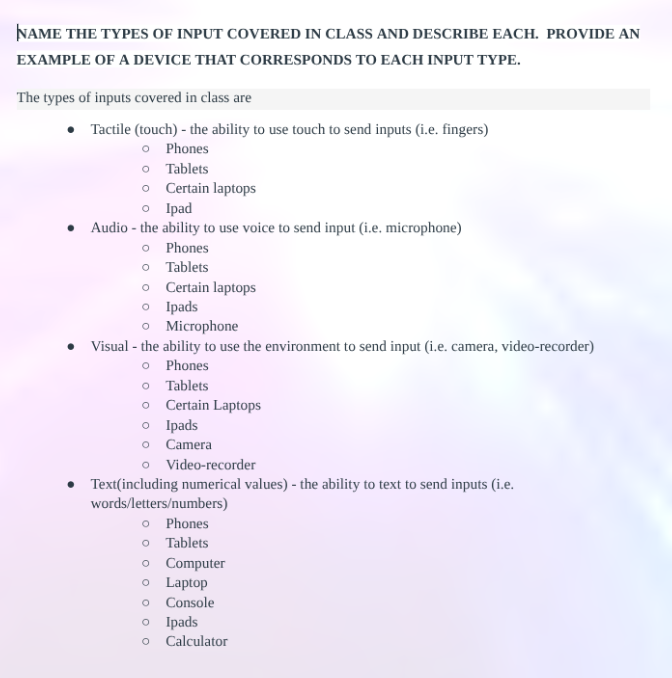 NAME THE TYPES OF INPUT COVERED IN CLASS AND DESCRIBE EACH.  PROVIDE AN
EXAMPLE OF A DEVICE THAT CORRESPONDS TO EACH INPUT TYPE.
The types of inputs covered in class are
● Tactile (touch) - the ability to use touch to send inputs (i.e. fingers)
○ Phones
○ Tablets
○ Certain laptops
○ Ipad
● Audio - the ability to use voice to send input (i.e. microphone)
○ Phones
○ Tablets
○ Certain laptops
○ Ipads
○ Microphone
● Visual - the ability to use the environment to send input (i.e. camera, video-recorder)
○ Phones
○ Tablets
○ Certain Laptops
○ Ipads
○ Camera
○ Video-recorder
● Text(including numerical values) - the ability to text to send inputs (i.e.
words/letters/numbers)
○ Phones
○ Tablets
○ Computer
○ Laptop
○ Console
○ Ipads
○ Calculator